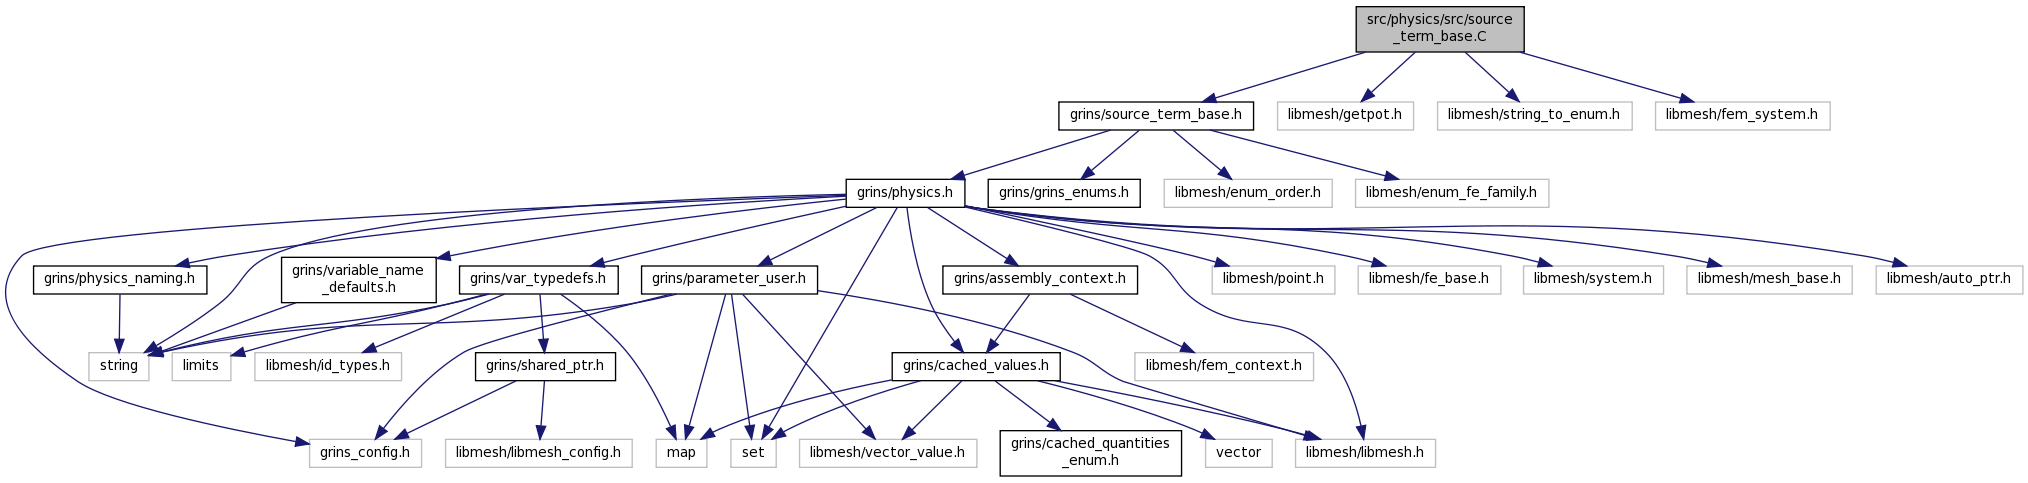 src/physics/src/source
_term_base.C
grins/source_term_base.h
libmesh/getpot.h
libmesh/string_to_enum.h
libmesh/fem_system.h
grins/physics.h
grins/grins_enums.h
libmesh/enum_order.h
libmesh/enum_fe_family.h
grins/physics_naming.h
grins/variable_name
_defaults.h
grins/var_typedefs.h
grins/parameter_user.h
grins/assembly_context.h
libmesh/point.h
libmesh/fe_base.h
libmesh/system.h
libmesh/mesh_base.h
libmesh/auto_ptr.h
string
limits
libmesh/id_types.h
grins/shared_ptr.h
grins/cached_values.h
libmesh/fem_context.h
grins_config.h
libmesh/libmesh_config.h
map
set
libmesh/vector_value.h
grins/cached_quantities
_enum.h
vector
libmesh/libmesh.h